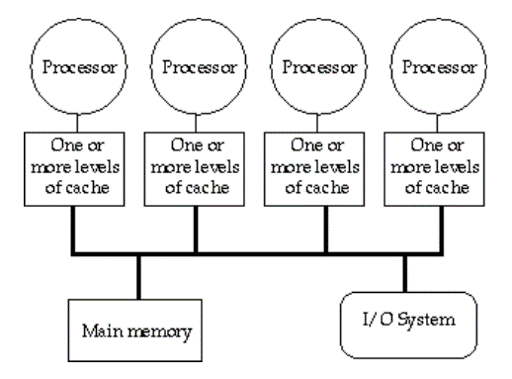 Processor
Processor
Processor
Processor
One or
more levels
of cache
One or
more levels
of cache
One or
more levels
of cache
One or
more levels
of cache
Main memory
I/O System